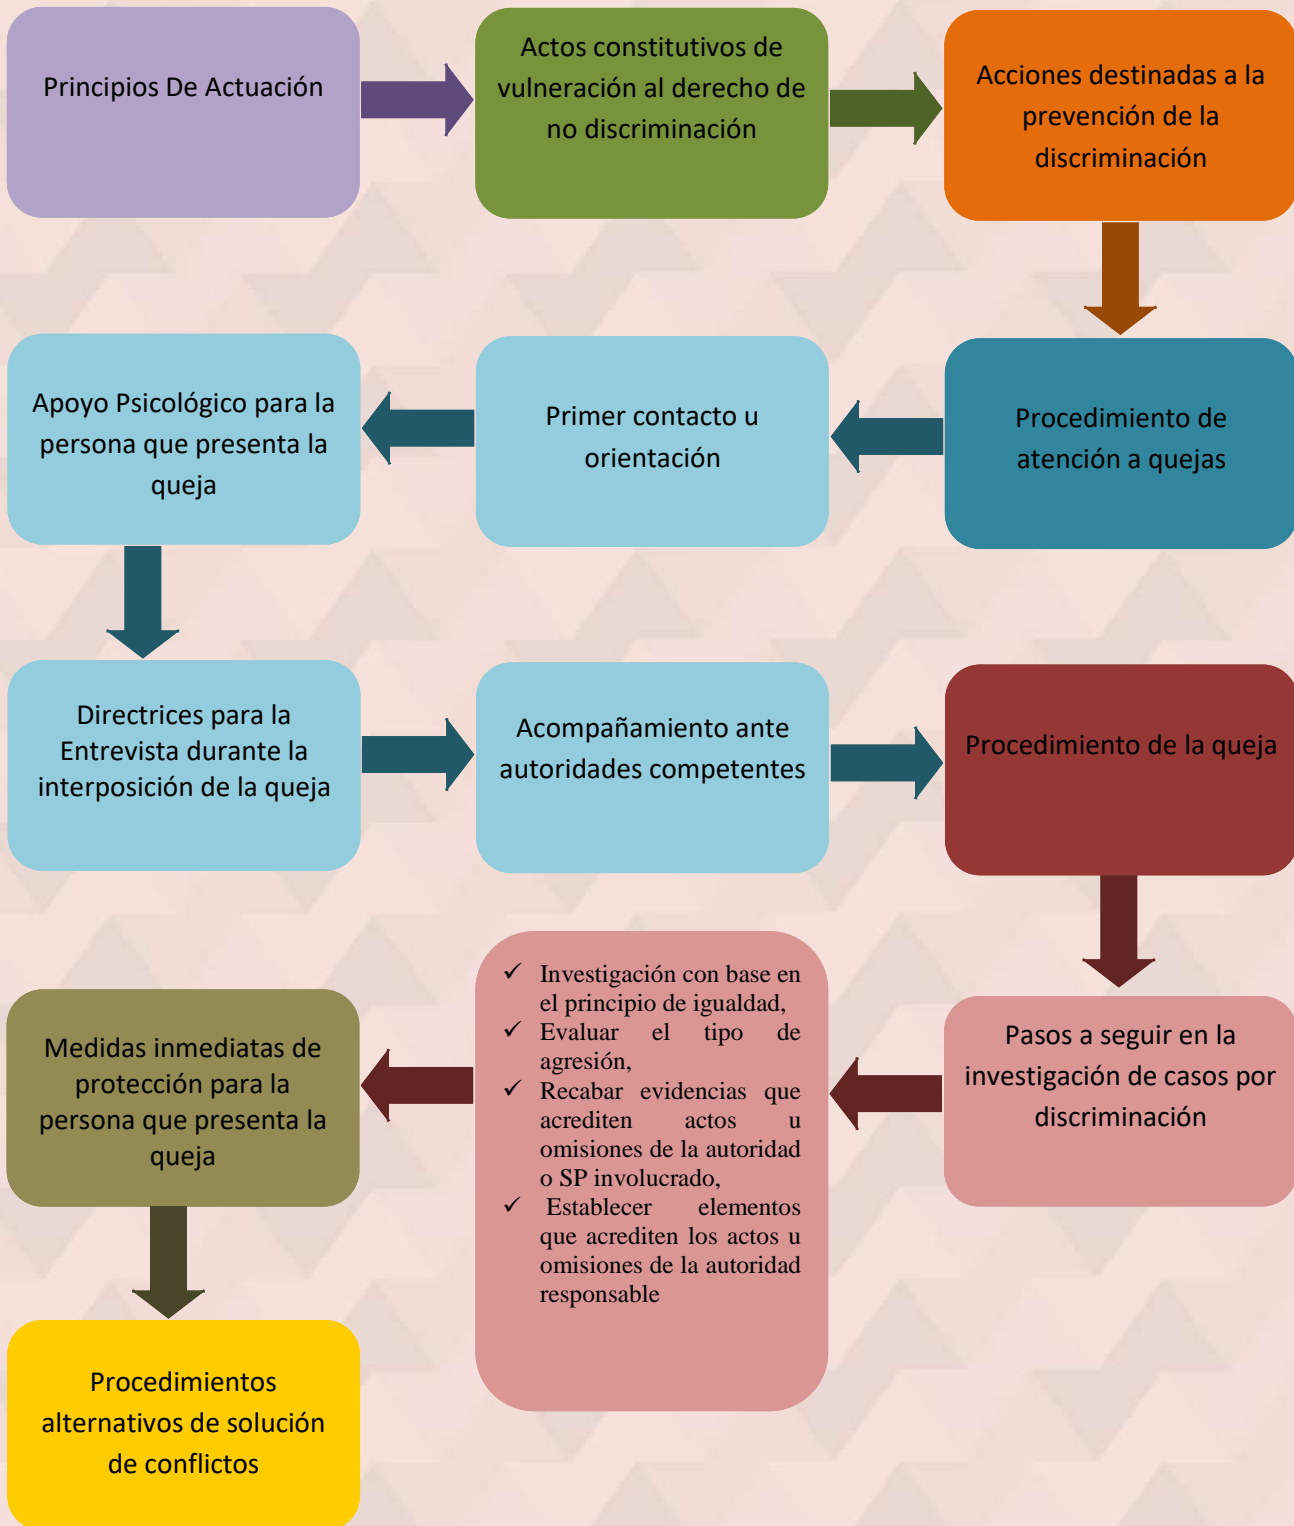 Principios De Actuación
Actos constitutivos de
vulneración al derecho de
no discriminación
Acciones destinadas a la
prevención de la
discriminación
Procedimiento de
atención a quejas
Primer contacto u
orientación
Apoyo Psicológico para la
persona que presenta la
queja
Directrices para la
Entrevista durante la
interposición de la queja
Acompañamiento ante
autoridades competentes
Procedimiento de la queja
Pasos a seguir en la
investigación de casos por
discriminación
✓ Investigación con base en
el principio de igualdad,
✓ Evaluar el tipo de
agresión,
✓ Recabar evidencias que
acrediten actos u
omisiones de la autoridad
o SP involucrado,
✓ Establecer elementos
que acrediten los actos u
omisiones de la autoridad
responsable
Medidas inmediatas de
protección para la
persona que presenta la
queja
Procedimientos
alternativos de solución
de conflictos